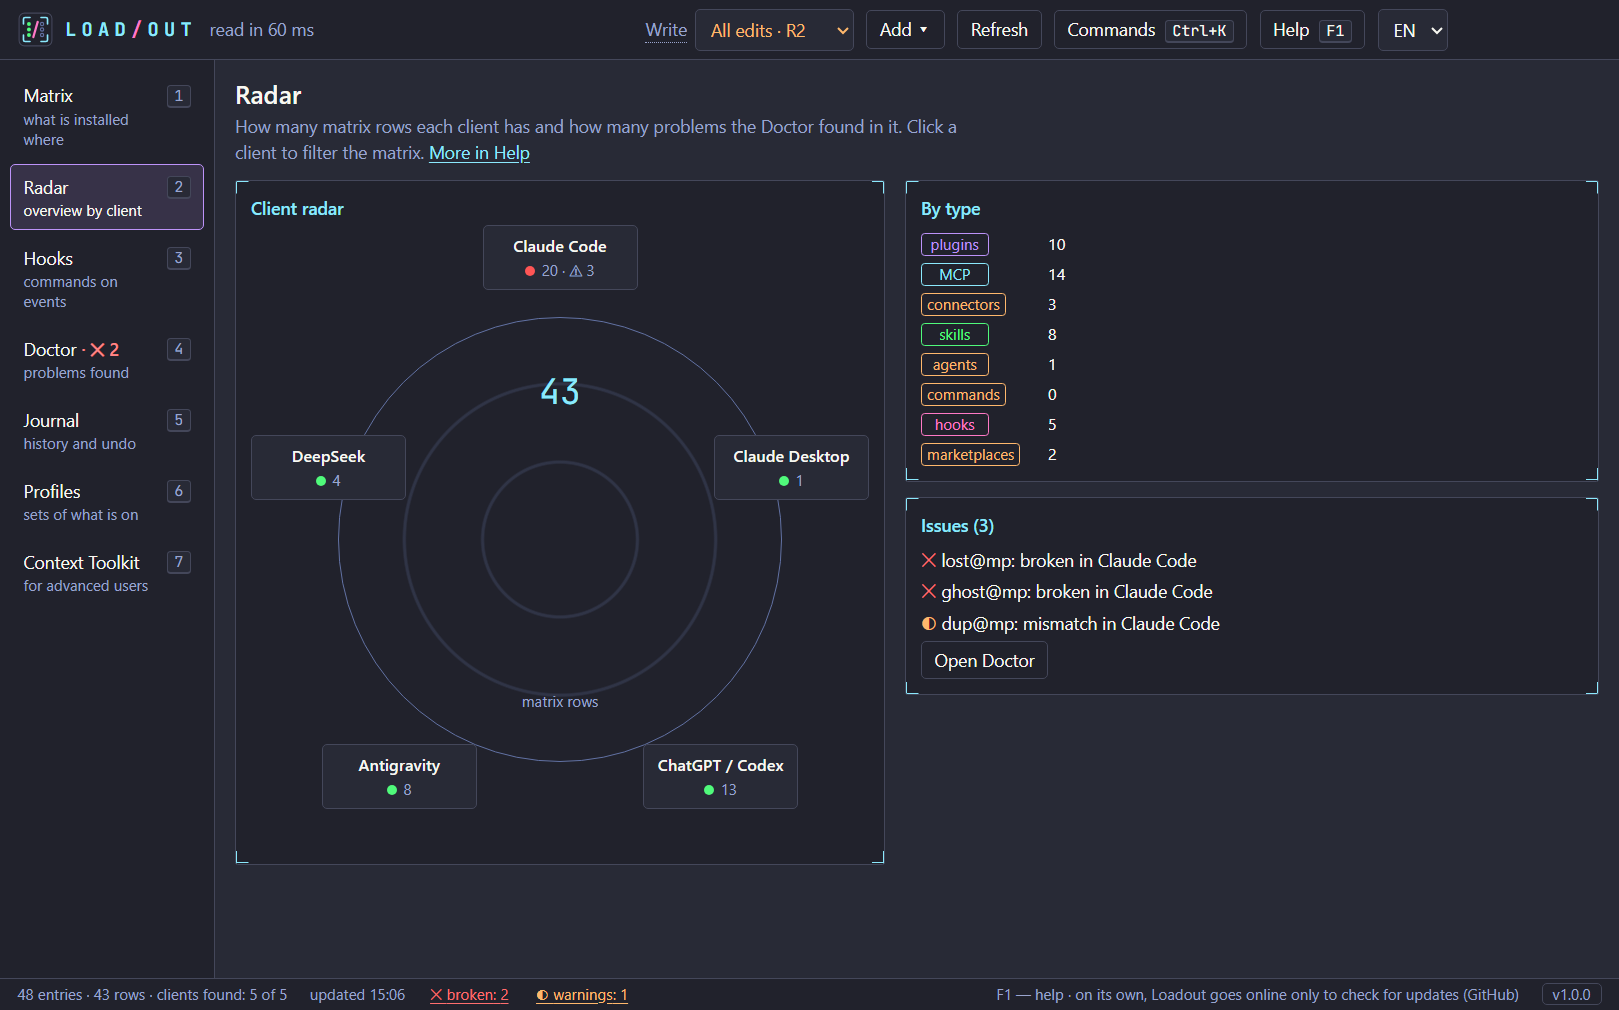 LOAD/OUT read in 60 ms Write All edits · R2 Add ▼ Refresh Commands Ctrl+K Help F1 EN
Matrix 1
what is installed
where
Radar 2
overview by client
Hooks 3
commands on
events
Doctor · ✕ 2 4
problems found
Journal 5
history and undo
Profiles 6
sets of what is on
Context Toolkit 7
for advanced users
Radar
How many matrix rows each client has and how many problems the Doctor found in it. Click a
client to filter the matrix. More in Help
Client radar
Claude Code
20 · ⚠ 3
43
DeepSeek
4
Claude Desktop
1
matrix rows
Antigravity
8
ChatGPT / Codex
13
By type
plugins 10
MCP 14
connectors 3
skills 8
agents 1
commands 0
hooks 5
marketplaces 2
Issues (3)
✕ lost@mp: broken in Claude Code
✕ ghost@mp: broken in Claude Code
◐ dup@mp: mismatch in Claude Code
Open Doctor
48 entries · 43 rows · clients found: 5 of 5 updated 15:06 ✕ broken: 2 ◐ warnings: 1 F1 — help · on its own, Loadout goes online only to check for updates (GitHub) v1.0.0